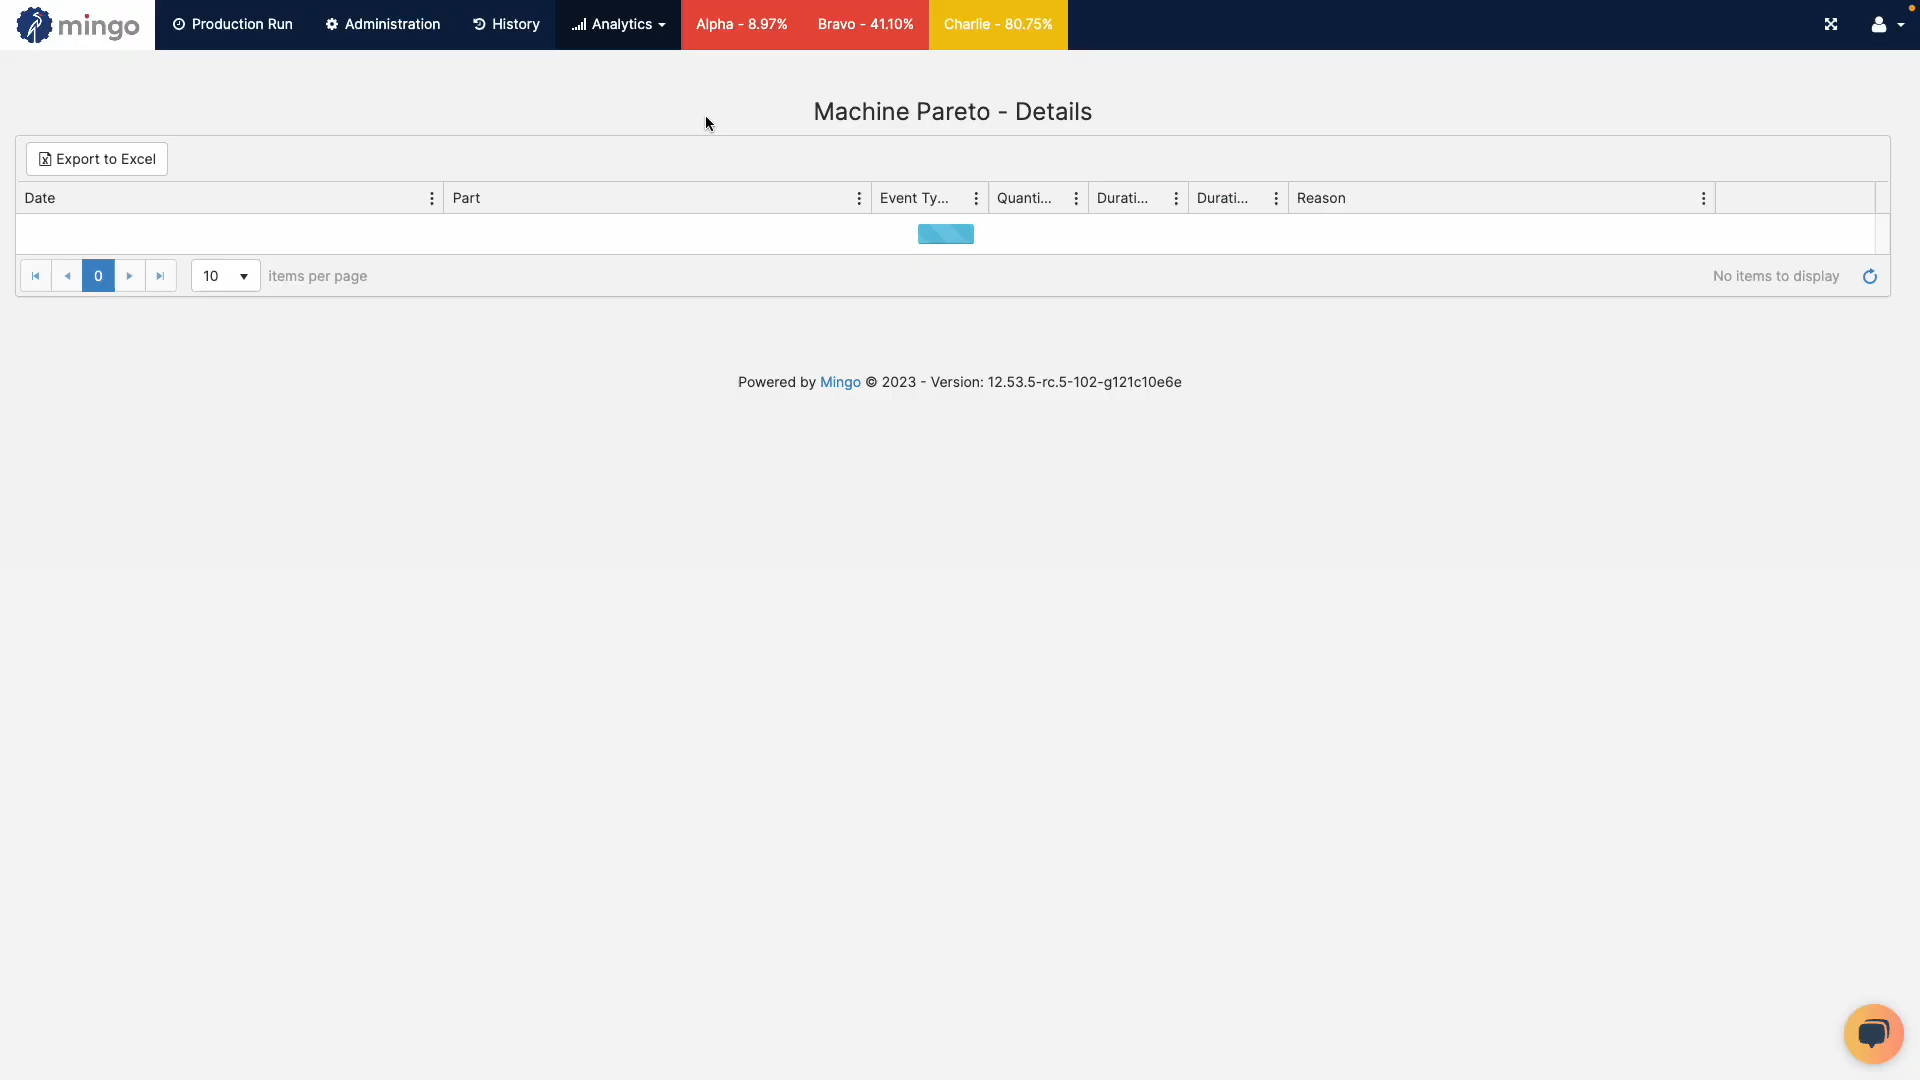 mingo Production Run Administration History Analytics Alpha - 8.97% Bravo - 41.10% Charlie - 80.75%
Machine Pareto - Details
Export to Excel
Date Part Event Ty... Quanti... Durati... Durati... Reason
0 10 items per page No items to display
Powered by Mingo © 2023 - Version: 12.53.5-rc.5-102-g121c10e6e